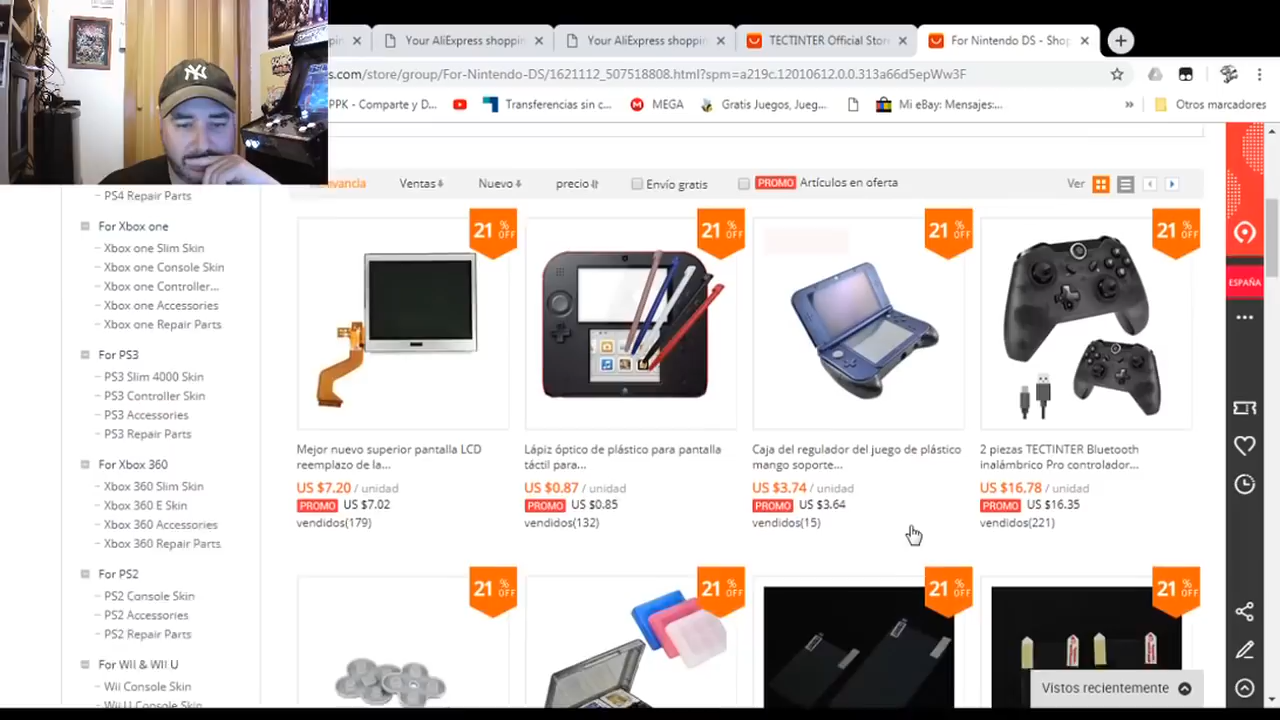 Your AliExpress shoppin
Your AliExpress shoppin
TECTINTER Official Store
For Nintendo DS - Shop
s.com/store/group/For-Nintendo-DS/1621112_507518808.html?spm=a219c.12010612.0.0.313a66d5epWw3F
PPK - Comparte y D...
Transferencias sin c...
MEGA
Gratis Juegos, Jueg...
Mi eBay: Mensajes:...
»
Otros marcadores
Ventas
Nuevo
precio
Envío gratis
PROMO Artículos en oferta
Ver
PS4 Repair Parts
For Xbox one
Xbox one Slim Skin
Xbox one Console Skin
Xbox one Controller...
Xbox one Accessories
Xbox one Repair Parts
For PS3
PS3 Slim 4000 Skin
PS3 Controller Skin
PS3 Accessories
PS3 Repair Parts
For Xbox 360
Xbox 360 Slim Skin
Xbox 360 E Skin
Xbox 360 Accessories
Xbox 360 Repair Parts
For PS2
PS2 Console Skin
PS2 Accessories
PS2 Repair Parts
For WII & WII U
Wii Console Skin
Wii U Console Skin
21 % OFF
21 % OFF
21 % OFF
21 % OFF
Mejor nuevo superior pantalla LCD
reemplazo de la...
US $7.20 / unidad
PROMO US $7.02
vendidos(179)
Lápiz óptico de plástico para pantalla
táctil para...
US $0.87 / unidad
PROMO US $0.85
vendidos(132)
Caja del regulador del juego de plástico
mango soporte...
US $3.74 / unidad
PROMO US $3.64
vendidos(15)
2 piezas TECTINTER Bluetooth
inalámbrico Pro controlador...
US $16.78 / unidad
PROMO US $16.35
vendidos(221)
21 % OFF
21 % OFF
21 % OFF
21 % OFF
ESPAÑA
Vistos recientemente